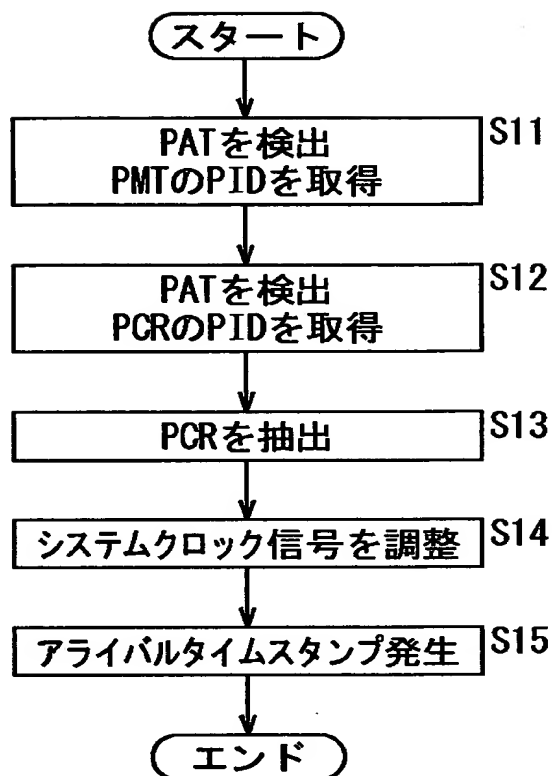 スタート
PATを検出
PMTのPIDを取得
S11
PATを検出
PCRのPIDを取得
S12
PCRを抽出
S13
システムクロック信号を調整
S14
アライバルタイムスタンプ発生
S15
エンド